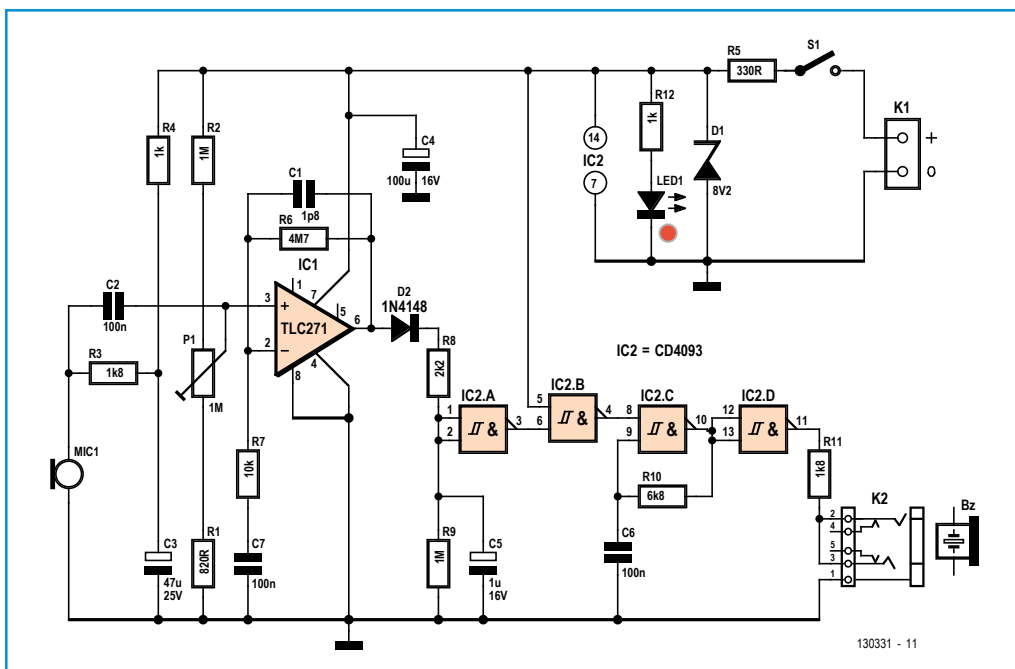 R5
330R
S1
K1
+
0
R4
1k
R2
1M
C4
100u
16V
R12
1k
14
IC2
7
D1
8V2
LED1
C1
1p8
R6
4M7
IC1
C2
100n
3
+
1
7
5
6
TLC271
2
–
8
4
D2
1N4148
R8
2k2
R3
1k8
P1
1M
IC2 = CD4093
IC2.A
1
2
&
3
IC2.B
5
6
&
4
IC2.C
8
9
&
10
IC2.D
12
13
&
11
MIC1
R7
10k
R10
6k8
R11
1k8
K2
2
4
5
3
1
Bz
C3
47u
25V
R1
820R
C7
100n
R9
1M
C5
1u
16V
C6
100n
130331 - 11